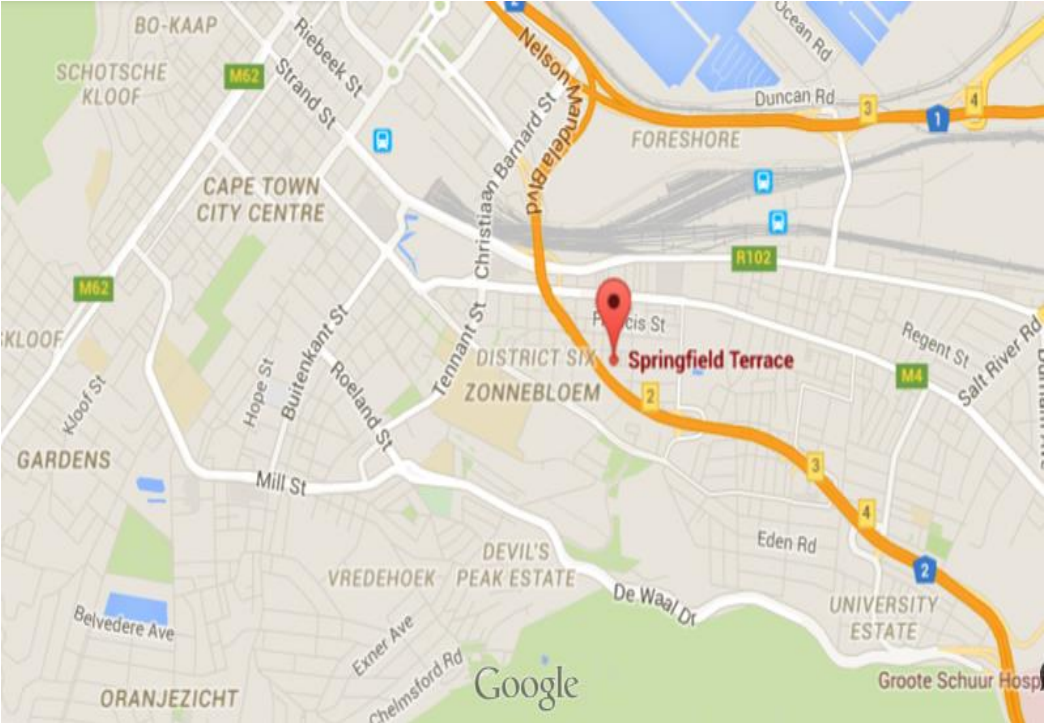 BO-KAAP
Riebeek St
Ocean Rd
2
SCHOTSCHE
KLOOF
M62
Strand St
Nelson Mandela Blvd
Duncan Rd
3
4
1
FORESHORE
Christiaan Barnard St
CAPE TOWN
CITY CENTRE
R102
M62
Francis St
Regent St
Salt River Rd
KLOOF
Tennant St
DISTRICT SIX
Springfield Terrace
ZONNEBLOEM
M4
2
Kloof St
Hope St
Buitenkant St
Roeland St
GARDENS
Mill St
3
4
Eden Rd
DEVIL'S
PEAK ESTATE
VREDEHOEK
2
De Waal Dr
UNIVERSITY
ESTATE
Belvedere Ave
Exner Ave
Chelmsford Rd
Google
Groote Schuur Hosp
ORANJEZICHT